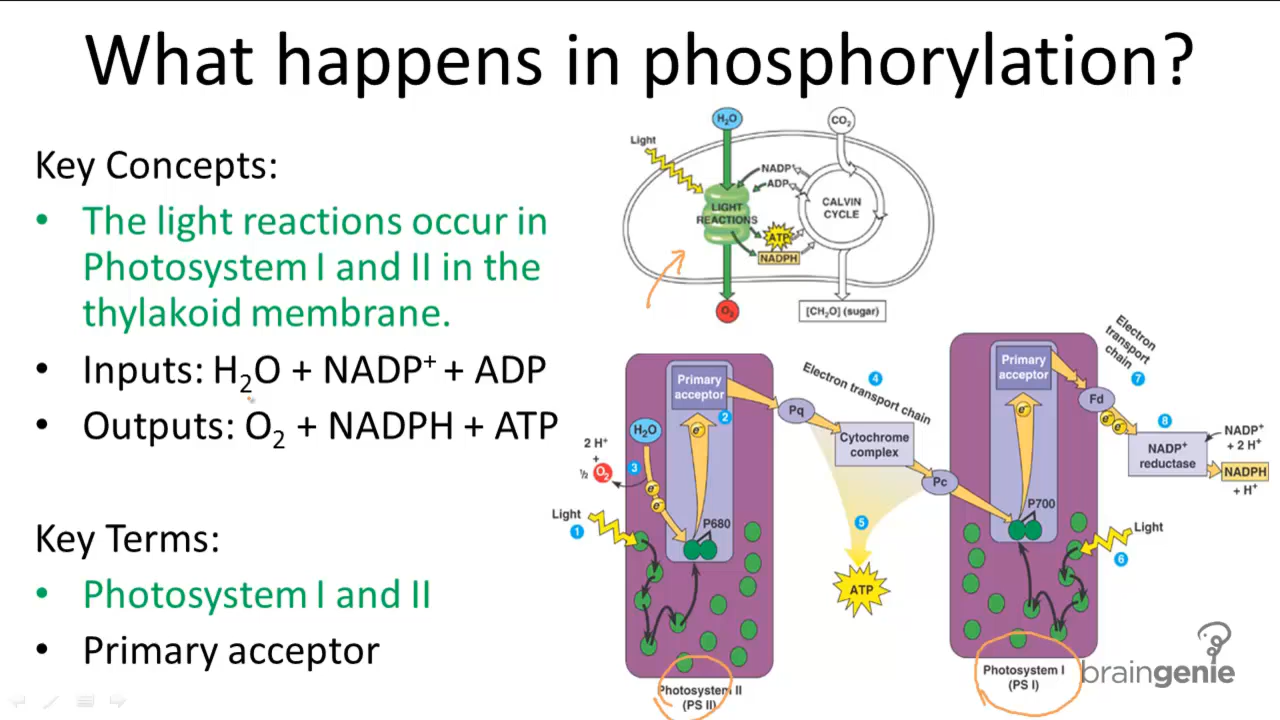 What happens in phosphorylation?
Key Concepts:
• The light reactions occur in
Photosystem I and II in the
thylakoid membrane.
• Inputs: H₂O + NADP⁺ + ADP
• Outputs: O₂ + NADPH + ATP
Key Terms:
• Photosystem I and II
• Primary acceptor
H₂O
CO₂
Light
NADP⁺
ADP
LIGHT
REACTIONS
CALVIN
CYCLE
ATP
NADPH
O₂
[CH₂O] (sugar)
Primary
acceptor
2
e⁻
H₂O
2 H⁺
+
½ O₂
3
e⁻
e⁻
Light
1
P680
Photosystem II
(PS II)
4
Electron transport chain
Pq
Cytochrome
complex
Pc
5
ATP
Primary
acceptor
e⁻
P700
Light
6
Photosystem I
(PS I)
Electron
transport
chain
7
Fd
e⁻
e⁻
8
NADP⁺
reductase
NADP⁺
+ 2 H⁺
NADPH
+ H⁺
braingenie